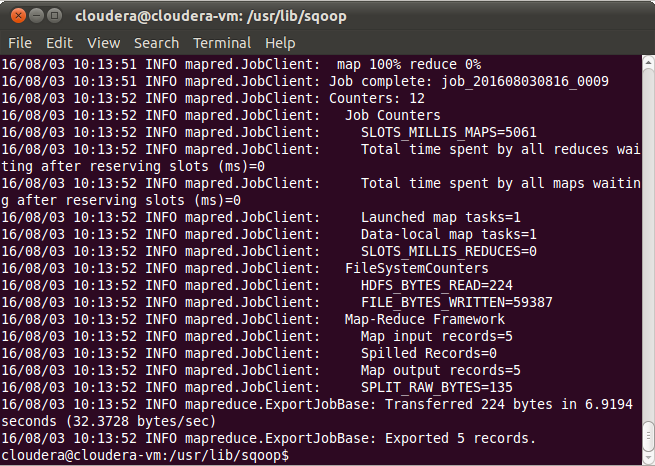 cloudera@cloudera-vm: /usr/lib/sqoop
File Edit View Search Terminal Help
16/08/03 10:13:51 INFO mapred.JobClient:  map 100% reduce 0%
16/08/03 10:13:51 INFO mapred.JobClient: Job complete: job_201608030816_0009
16/08/03 10:13:52 INFO mapred.JobClient: Counters: 12
16/08/03 10:13:52 INFO mapred.JobClient:   Job Counters
16/08/03 10:13:52 INFO mapred.JobClient:     SLOTS_MILLIS_MAPS=5061
16/08/03 10:13:52 INFO mapred.JobClient:     Total time spent by all reduces wai
ting after reserving slots (ms)=0
16/08/03 10:13:52 INFO mapred.JobClient:     Total time spent by all maps waitin
g after reserving slots (ms)=0
16/08/03 10:13:52 INFO mapred.JobClient:     Launched map tasks=1
16/08/03 10:13:52 INFO mapred.JobClient:     Data-local map tasks=1
16/08/03 10:13:52 INFO mapred.JobClient:     SLOTS_MILLIS_REDUCES=0
16/08/03 10:13:52 INFO mapred.JobClient:   FileSystemCounters
16/08/03 10:13:52 INFO mapred.JobClient:     HDFS_BYTES_READ=224
16/08/03 10:13:52 INFO mapred.JobClient:     FILE_BYTES_WRITTEN=59387
16/08/03 10:13:52 INFO mapred.JobClient:   Map-Reduce Framework
16/08/03 10:13:52 INFO mapred.JobClient:     Map input records=5
16/08/03 10:13:52 INFO mapred.JobClient:     Spilled Records=0
16/08/03 10:13:52 INFO mapred.JobClient:     Map output records=5
16/08/03 10:13:52 INFO mapred.JobClient:     SPLIT_RAW_BYTES=135
16/08/03 10:13:52 INFO mapreduce.ExportJobBase: Transferred 224 bytes in 6.9194
seconds (32.3728 bytes/sec)
16/08/03 10:13:52 INFO mapreduce.ExportJobBase: Exported 5 records.
cloudera@cloudera-vm:/usr/lib/sqoop$